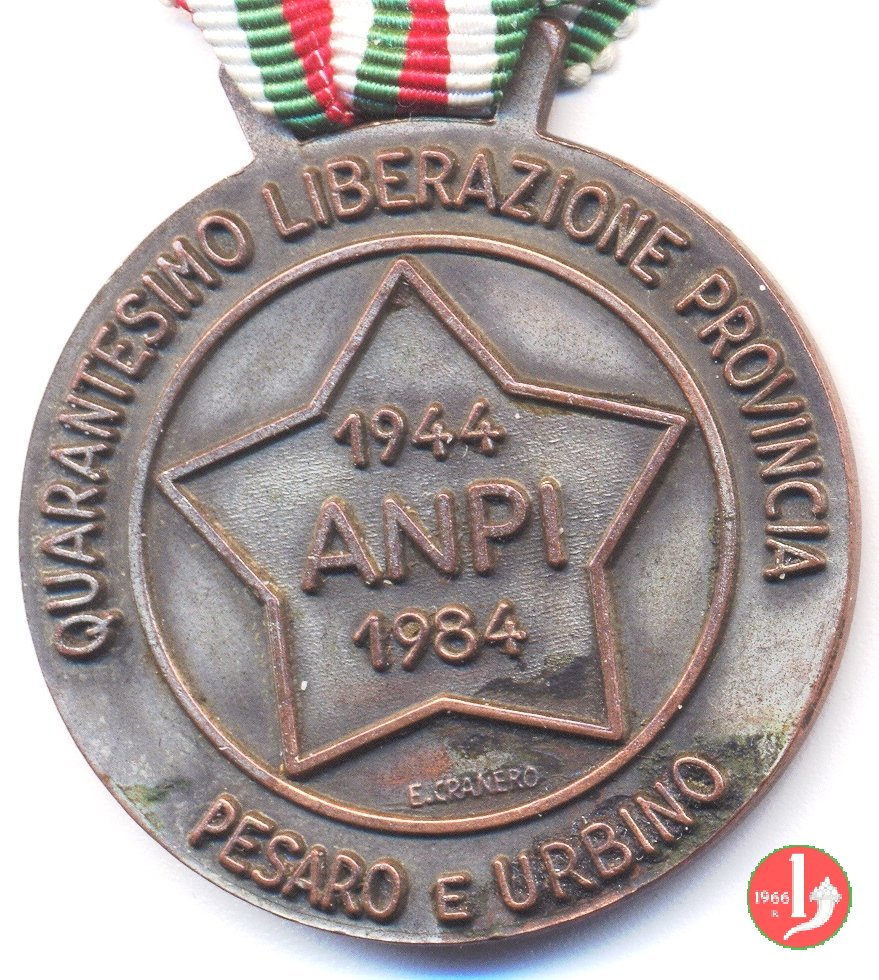 QUARANTESIMO LIBERAZIONE PROVINCIA
1944
ANPI
1984
E. CRANERO
PESARO E URBINO
1966
R